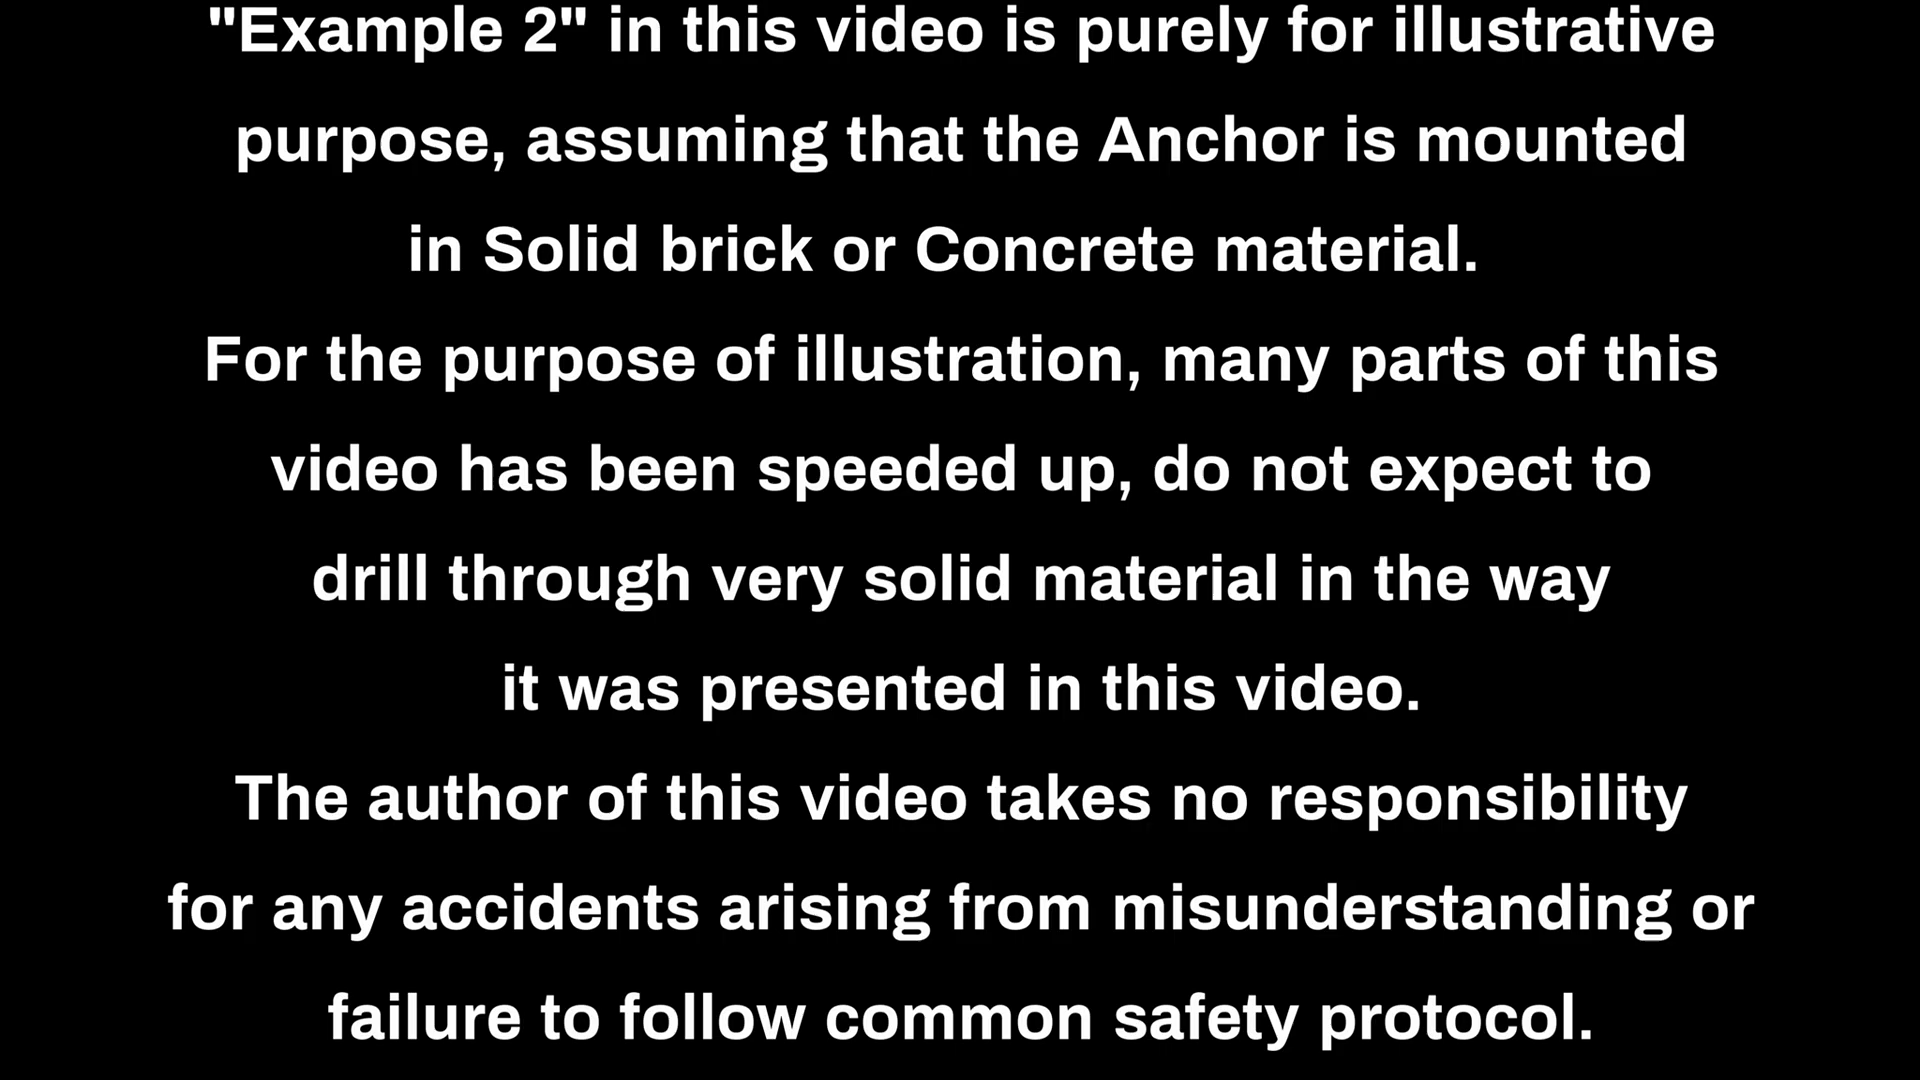 "Example 2" in this video is purely for illustrative
purpose, assuming that the Anchor is mounted
in Solid brick or Concrete material.
For the purpose of illustration, many parts of this
video has been speeded up, do not expect to
drill through very solid material in the way
it was presented in this video.
The author of this video takes no responsibility
for any accidents arising from misunderstanding or
failure to follow common safety protocol.